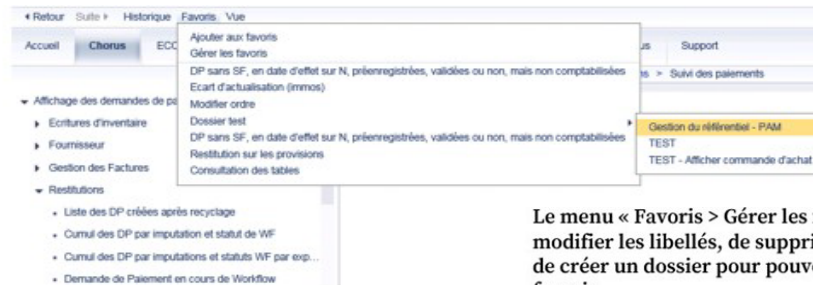 Retour Suite Historique Favoris Vue
Accueil Chorus Support
Ajouter aux favoris
Gérer les favoris
DP sans SF, en date d'effet sur N, préenregistrées, validées ou non, mais non comptabilisées
Ecart d'actualisation (immos)
Modifier ordre
Dossier test
DP sans SF, en date d'effet sur N, préenregistrées, validées ou non, mais non comptabilisées
Restitution sur les provisions
Consultation des tables
> Suivi des paiements
Gestion du référentiel - PAM
TEST
TEST - Afficher commande d'achat
Affichage des demandes de
Ecritures d'inventaire
Fournisseur
Gestion des Factures
Restitutions
Liste des DP créées après recyclage
Cumul des DP par imputation et statut de WF
Cumul des DP par imputations et statuts WF par exp...
Demande de Paiement en cours de Workflow
Le menu « Favoris > Gérer les
modifier les libellés, de
de créer un dossier pour